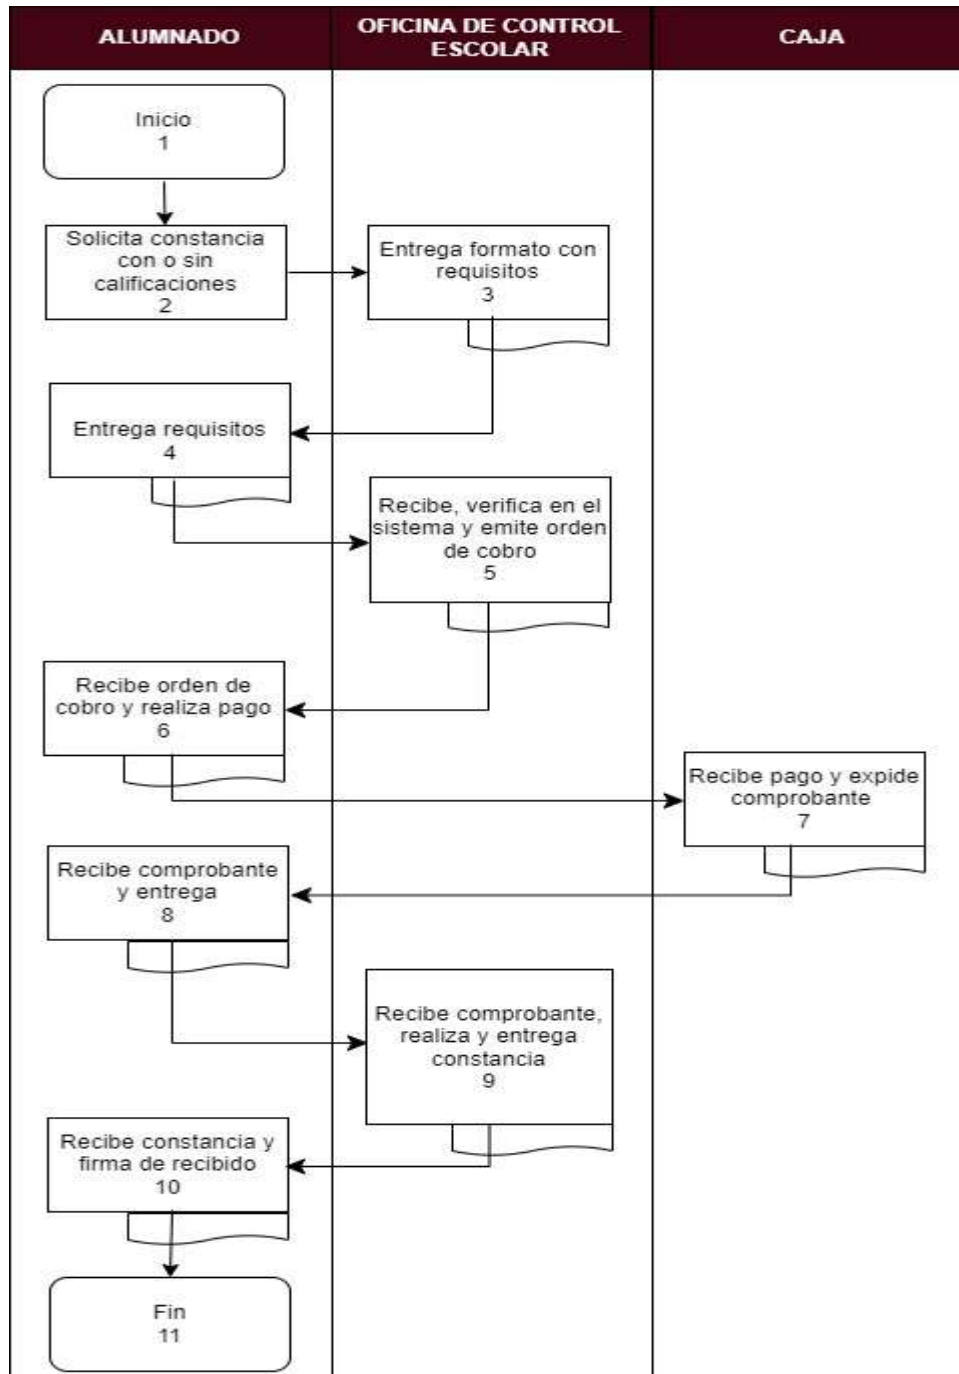 ALUMNADO
OFICINA DE CONTROL
ESCOLAR
CAJA
Inicio
1
Solicita constancia
con o sin
calificaciones
2
Entrega formato con
requisitos
3
Entrega requisitos
4
Recibe, verifica en el
sistema y emite orden
de cobro
5
Recibe orden de
cobro y realiza pago
6
Recibe pago y expide
comprobante
7
Recibe comprobante
y entrega
8
Recibe comprobante,
realiza y entrega
constancia
9
Recibe constancia y
firma de recibido
10
Fin
11